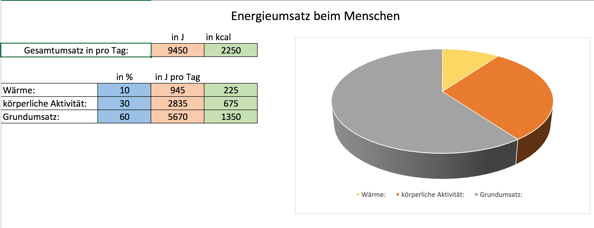 Energieumsatz beim Menschen
in J in kcal
Gesamtumsatz in pro Tag: 9450 2250
in % in J pro Tag
Wärme: 10 945 225
körperliche Aktivität: 30 2835 675
Grundumsatz: 60 5670 1350
Wärme: körperliche Aktivität: Grundumsatz: